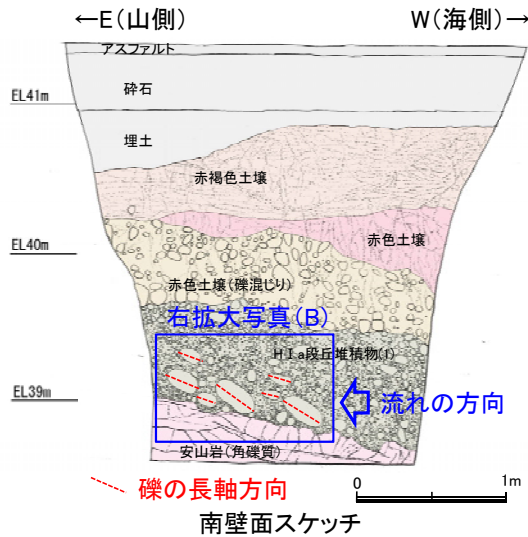 ←E(山側)
W(海側)→
アスファルト
EL41m
砕石
埋土
赤褐色土壌
EL40m
赤色土壌
赤色土壌(礫混じり)
右拡大写真(B)
HⅠa段丘堆積物(1)
EL39m
流れの方向
安山岩(角礫質)
礫の長軸方向
0 1m
南壁面スケッチ